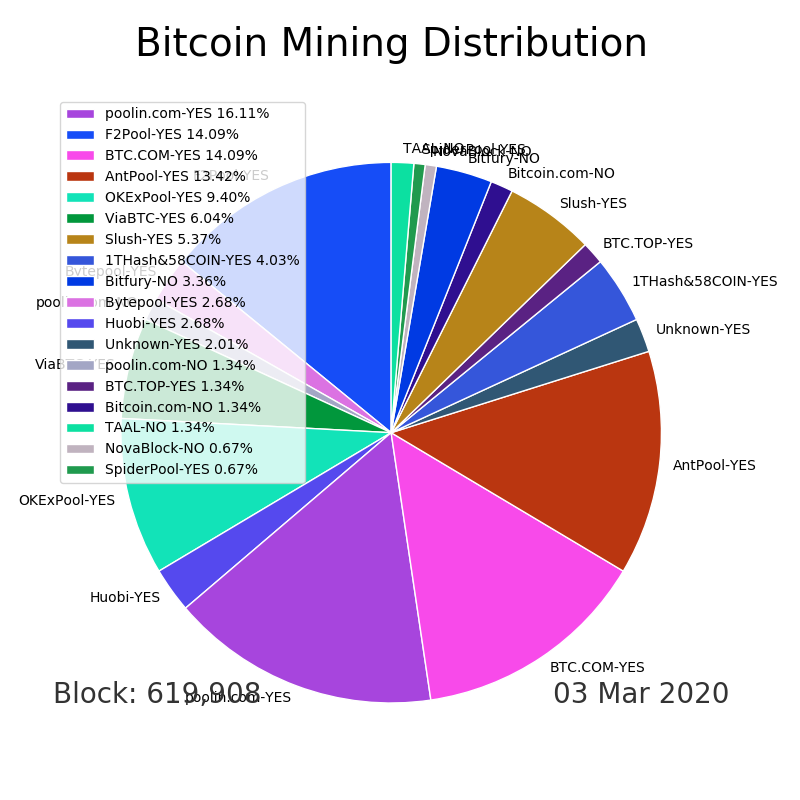 Bitcoin Mining Distribution
poolin.com-YES 16.11%
F2Pool-YES 14.09%
BTC.COM-YES 14.09%
AntPool-YES 13.42%
OKExPool-YES 9.40%
ViaBTC-YES 6.04%
Slush-YES 5.37%
1THash&58COIN-YES 4.03%
Bitfury-NO 3.36%
Bytepool-YES 2.68%
Huobi-YES 2.68%
Unknown-YES 2.01%
poolin.com-NO 1.34%
BTC.TOP-YES 1.34%
Bitcoin.com-NO 1.34%
TAAL-NO 1.34%
NovaBlock-NO 0.67%
SpiderPool-YES 0.67%
TAAL-NO
SpiderPool-YES
NovaBlock-NO
Bitfury-NO
Bitcoin.com-NO
Slush-YES
BTC.TOP-YES
1THash&58COIN-YES
Unknown-YES
AntPool-YES
BTC.COM-YES
poolin.com-YES
Huobi-YES
OKExPool-YES
ViaBTC-YES
Bytepool-YES
Block: 619,908
03 Mar 2020